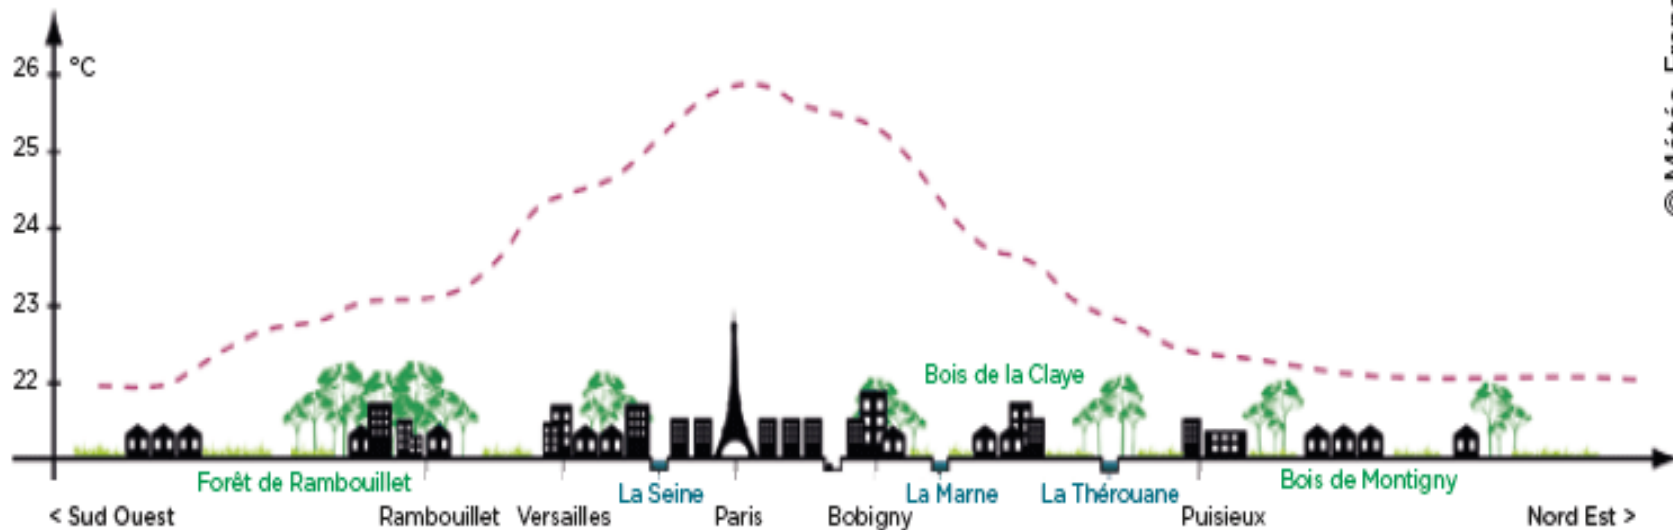 26 °C
25
24
23
22
Bois de la Claye
Forêt de Rambouillet
Bois de Montigny
La Seine
La Marne
La Thérouane
< Sud Ouest
Rambouillet
Versailles
Paris
Bobigny
Puisieux
Nord Est >